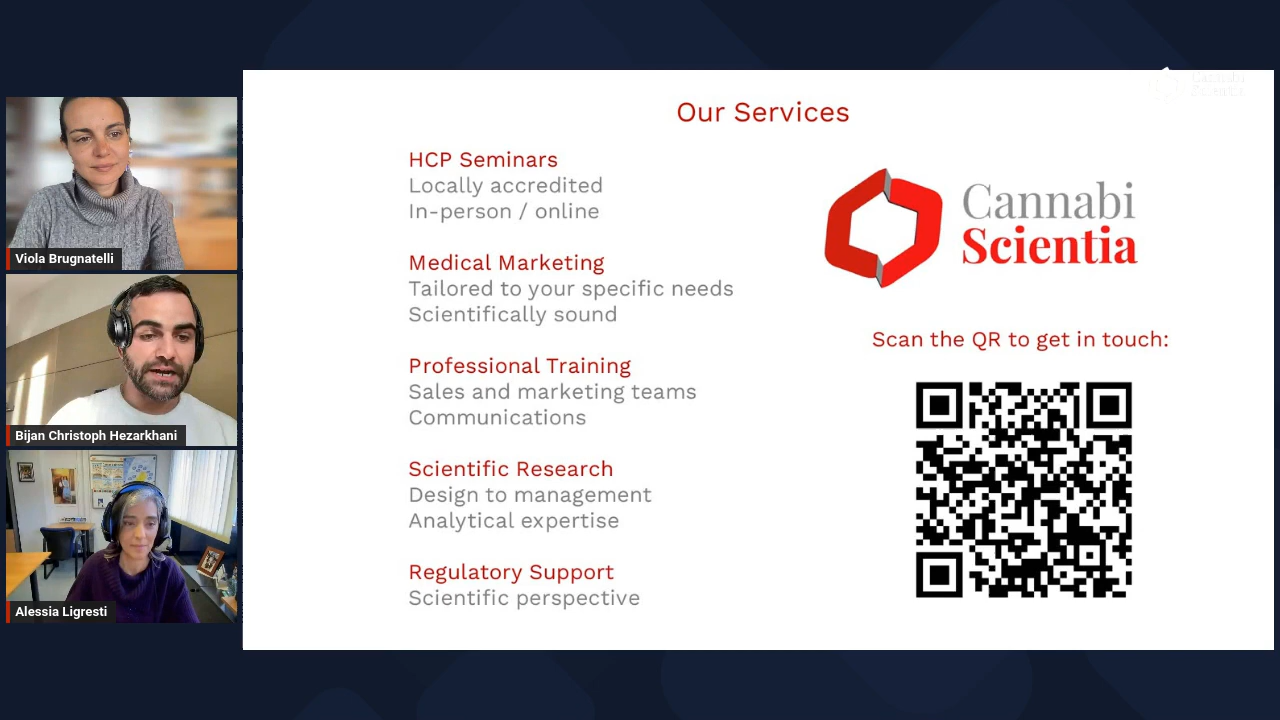 Viola Brugnatelli
Bijan Christoph Hezarkhani
Alessia Ligresti
Our Services
HCP Seminars
Locally accredited
In-person / online
Medical Marketing
Tailored to your specific needs
Scientifically sound
Professional Training
Sales and marketing teams
Communications
Scientific Research
Design to management
Analytical expertise
Regulatory Support
Scientific perspective
Cannabi
Scientia
Scan the QR to get in touch:
Cannabi
Scientia